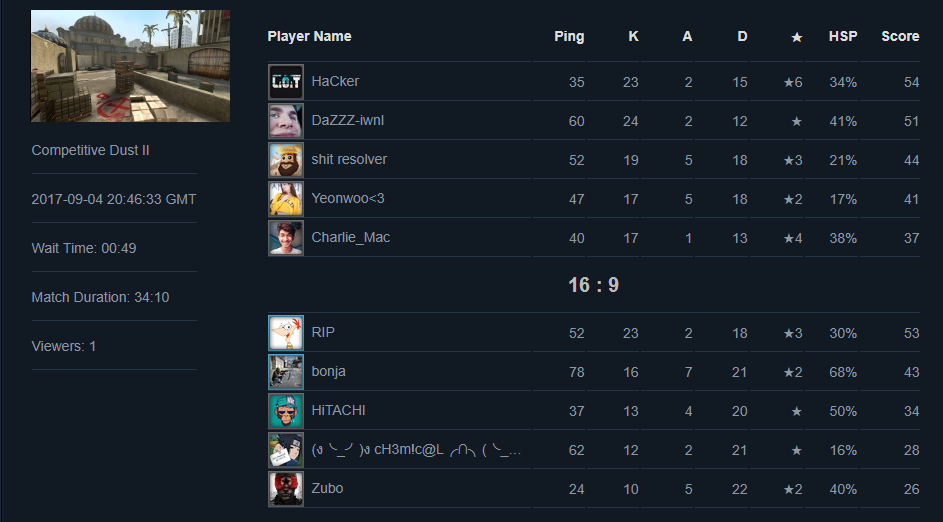 Competitive Dust II
2017-09-04 20:46:33 GMT
Wait Time: 00:49
Match Duration: 34:10
Viewers: 1
Player Name Ping K A D ★ HSP Score
HaCker 35 23 2 15 ★6 34% 54
DaZZZ-iwnl 60 24 2 12 ★ 41% 51
shit resolver 52 19 5 18 ★3 21% 44
Yeonwoo<3 47 17 5 18 ★2 17% 41
Charlie_Mac 40 17 1 13 ★4 38% 37
16 : 9
RIP 52 23 2 18 ★3 30% 53
bonja 78 16 7 21 ★2 68% 43
HiTACHI 37 13 4 20 ★ 50% 34
(ง╰_╯)ง cH3m!c@L ╭∩╮(╰_... 62 12 2 21 ★ 16% 28
Zubo 24 10 5 22 ★2 40% 26